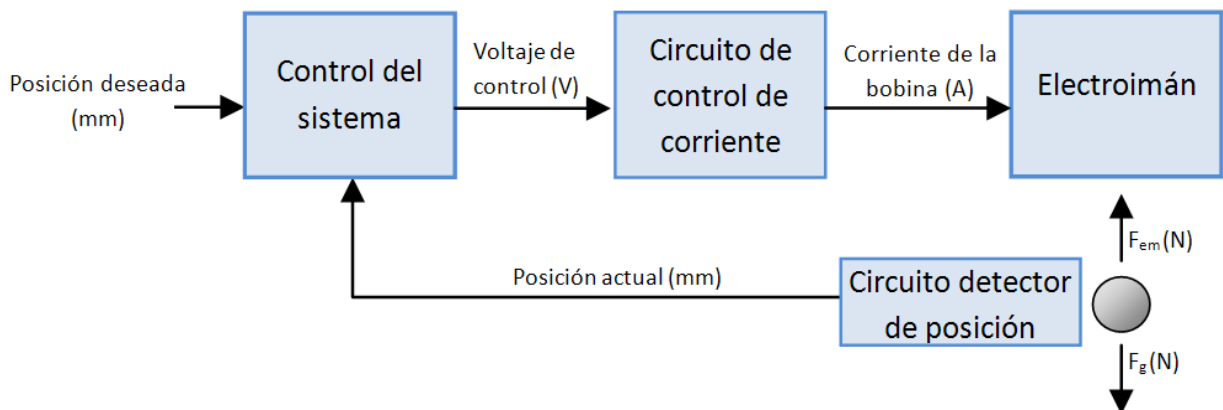 Posición deseada
(mm)
Control del
sistema
Voltaje de
control (V)
Circuito de
control de
corriente
Corriente de la
bobina (A)
Electroimán
Fem(N)
Posición actual (mm)
Circuito detector
de posición
Fg(N)